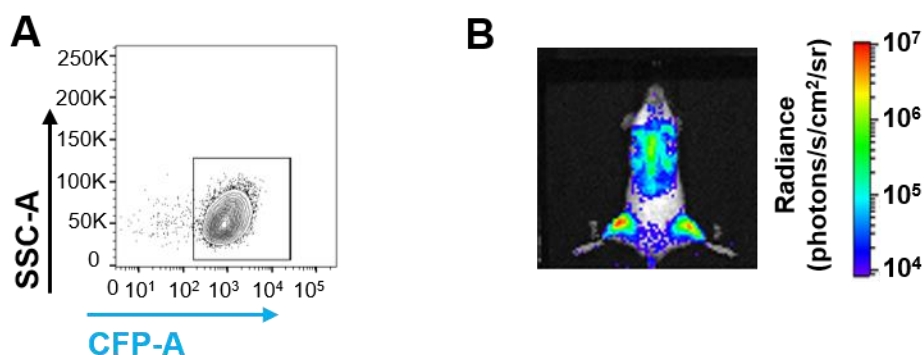 A
250K
200K
150K
100K
50K
0
SSC-A
0 10¹ 10² 10³ 10⁴ 10⁵
CFP-A
B
Radiance
(photons/s/cm²/sr)
10⁷
10⁶
10⁵
10⁴